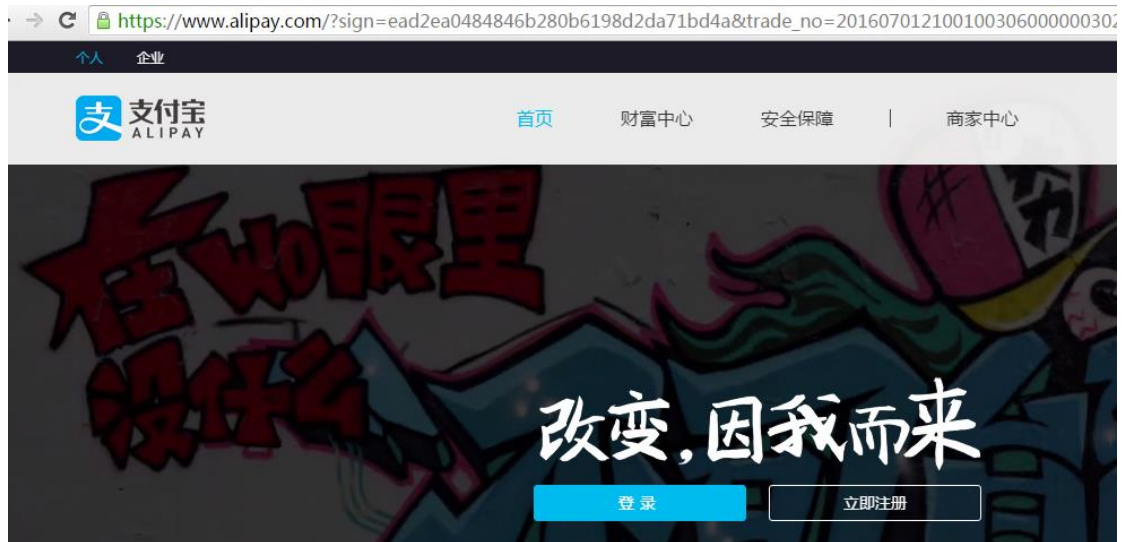 https://www.alipay.com/?sign=ead2ea0484846b280b6198d2da71bd4a&trade_no=201607012100100306000000302
个人 企业
支付宝
ALIPAY
首页 财富中心 安全保障 | 商家中心
在WO眼里
没什么
改变,因我而来
登录 立即注册